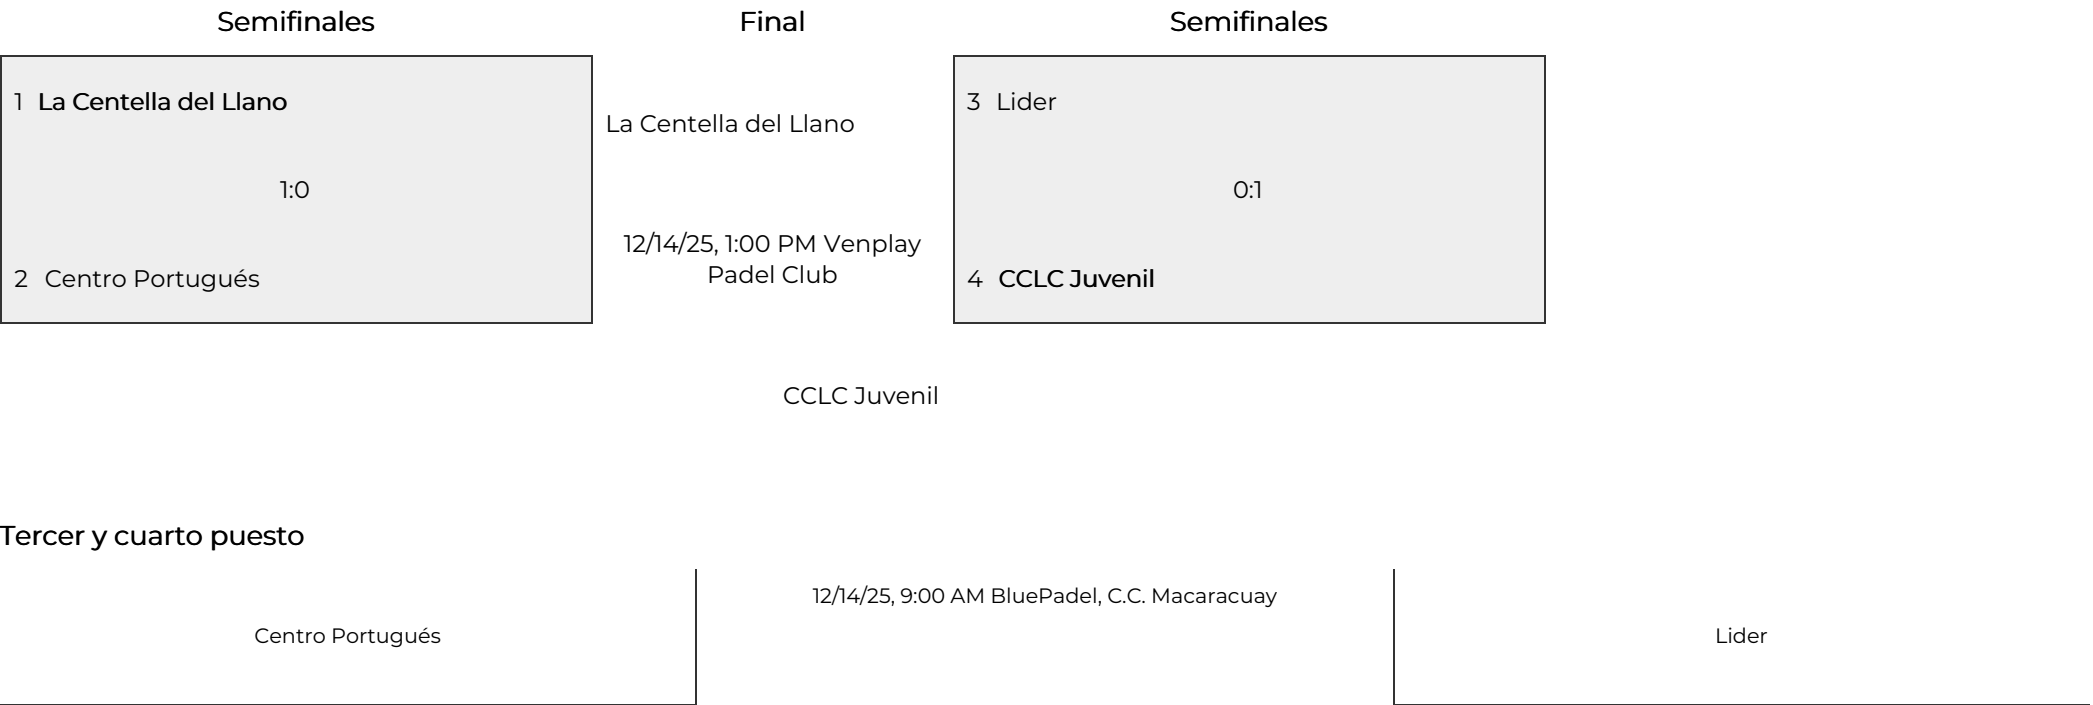 Semifinales
Final
Semifinales
1 La Centella del Llano
1:0
2 Centro Portugués
La Centella del Llano
12/14/25, 1:00 PM Venplay
Padel Club
CCLC Juvenil
3 Lider
0:1
4 CCLC Juvenil
Tercer y cuarto puesto
Centro Portugués
12/14/25, 9:00 AM BluePadel, C.C. Macaracuay
Lider